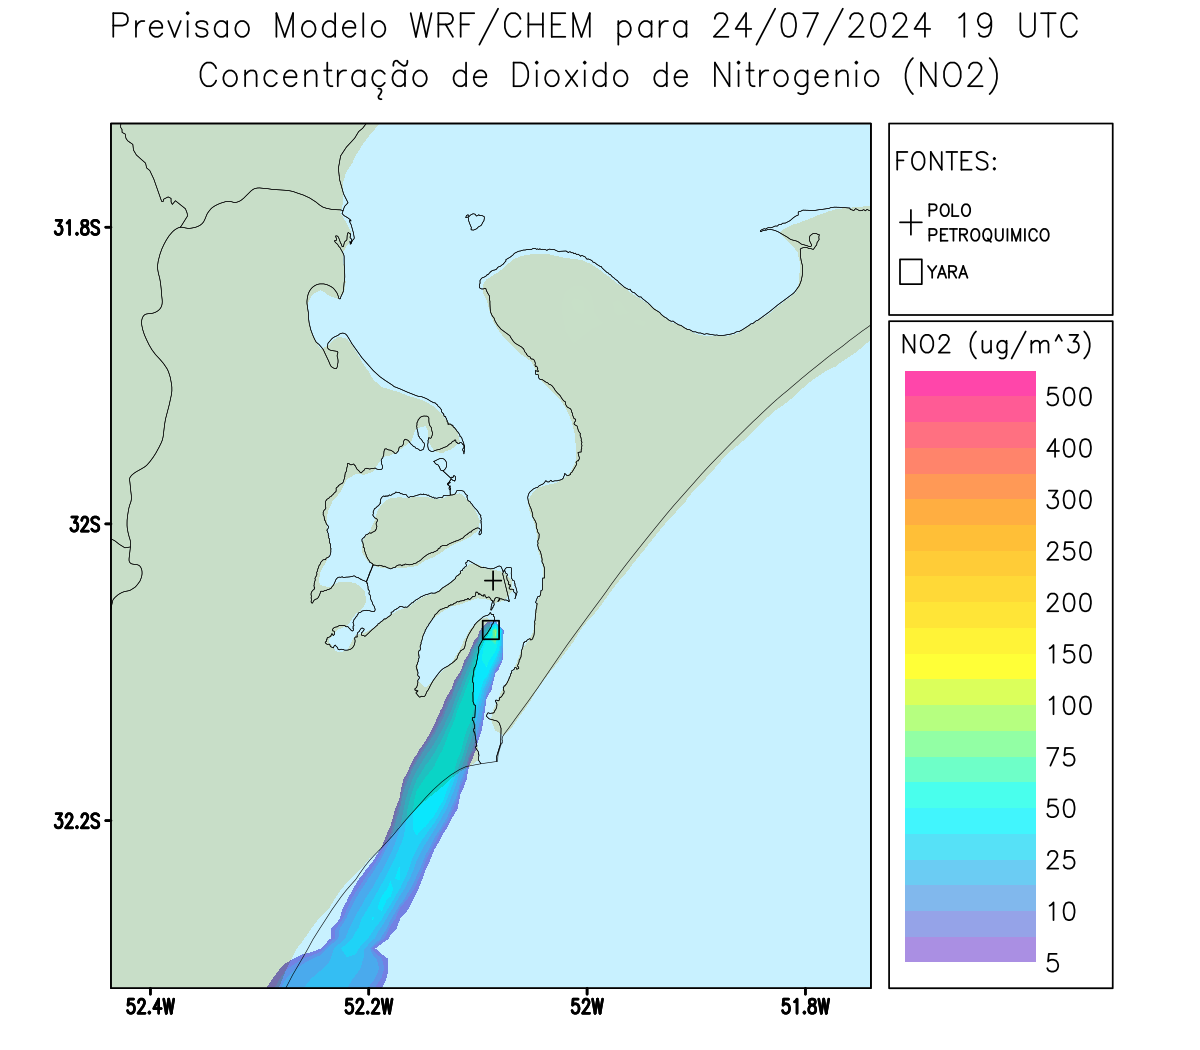 Previsao Modelo WRF/CHEM para 24/07/2024 19 UTC
Concentração de Dioxido de Nitrogenio (NO2)
FONTES:
POLO
PETROQUIMICO
YARA
NO2 (ug/m^3)
500
400
300
250
200
150
100
75
50
25
10
5
31.8S
32S
32.2S
52.4W
52.2W
52W
51.8W